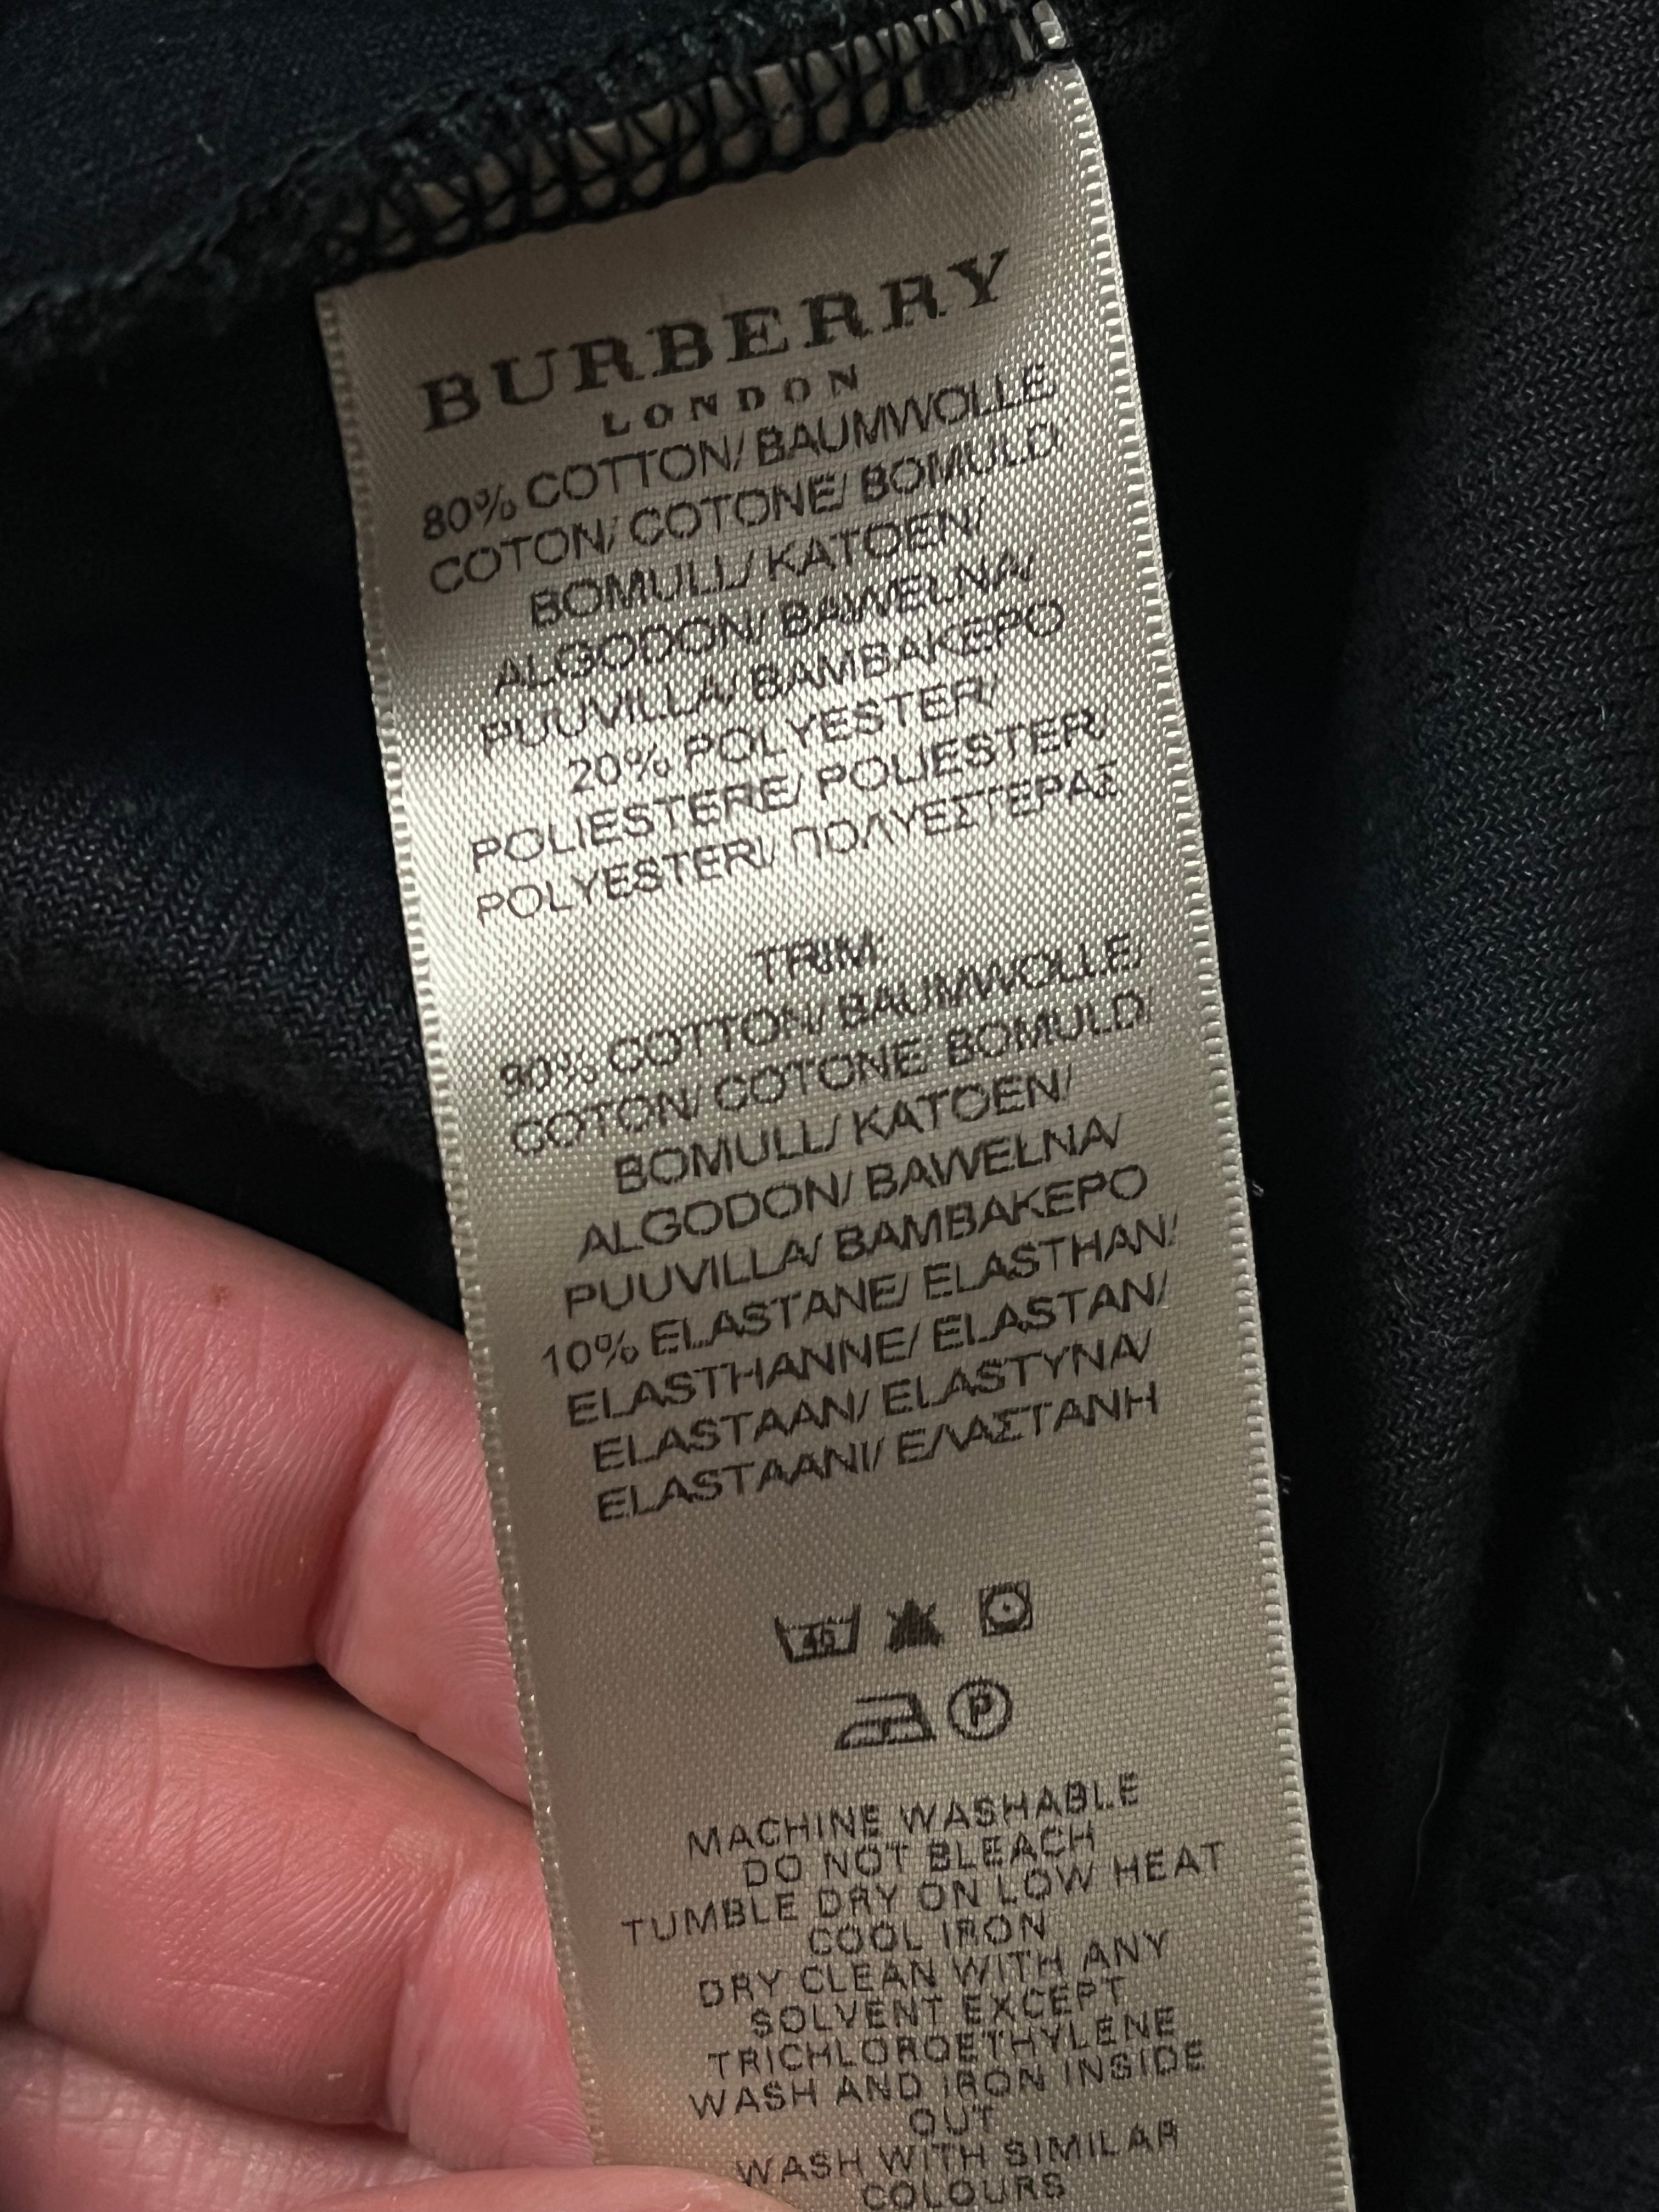 BURBERRY
LONDON
80% COTTON/ BAUMWOLLE
COTON/ COTONE/ BOMULD
BOMULL/ KATOEN/
ALGODON/ BAWEŁNA/
PUUVILLA/ BAMBAKEPO
20% POLYESTER/
POLIESTERE/ POLIESTER/
POLYESTERI/ ΠΟΛΥΕΣΤΕΡΑΣ
TRIM:
90% COTTON/ BAUMWOLLE/
COTON/ COTONE BOMULD/
BOMULL/ KATOEN/
ALGODON/ BAWEŁNA/
PUUVILLA/ BAMBAKEPO
10% ELASTANE/ ELASTHAN/
ELASTHANNE/ ELASTAN/
ELASTAAN/ ELASTYNA/
ELASTAANI/ ΕΛΑΣΤΑΝΗ
40
P
MACHINE WASHABLE
DO NOT BLEACH
TUMBLE DRY ON LOW HEAT
COOL IRON
DRY CLEAN WITH ANY
SOLVENT EXCEPT
TRICHLOROETHYLENE
WASH AND IRON INSIDE
OUT
WASH WITH SIMILAR
COLOURS